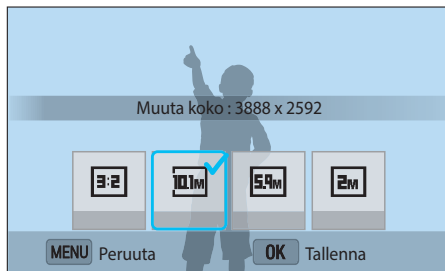 Muuta koko : 3888 x 2592
3:2 10.1M 5.9M 2M
MENU Peruuta OK Tallenna